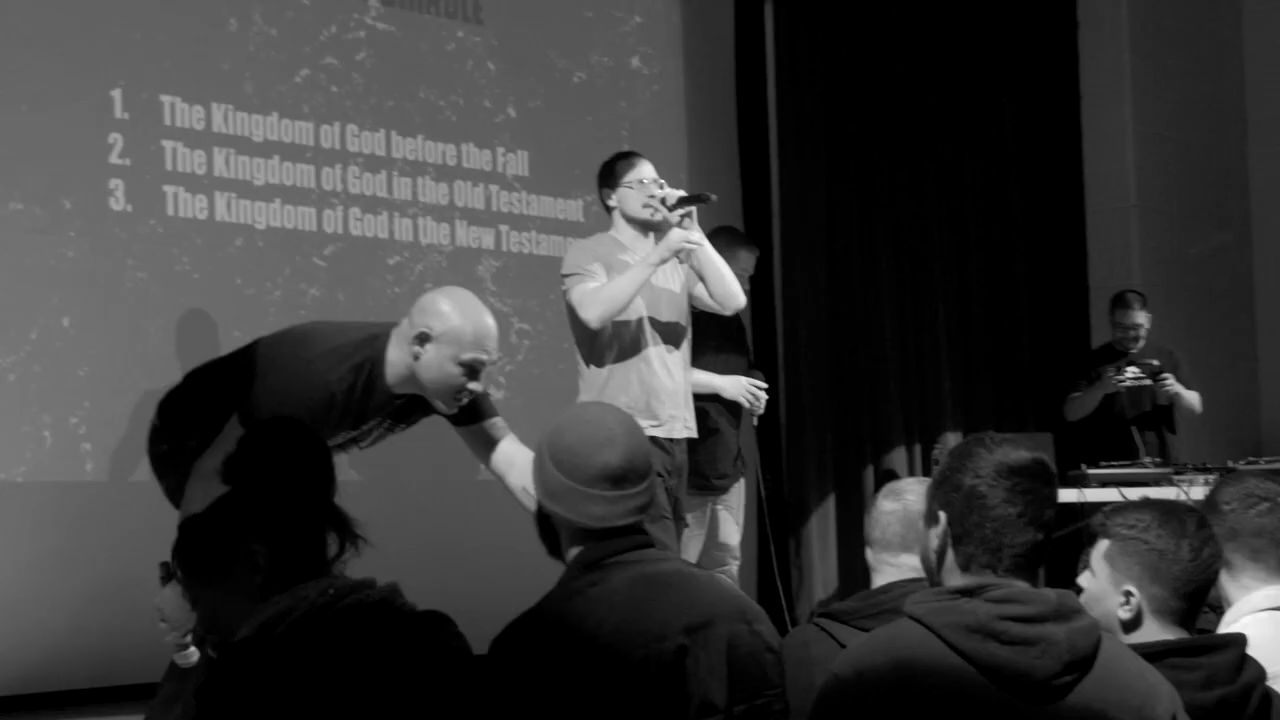 1. The Kingdom of God before the Fall
2. The Kingdom of God in the Old Testament
3. The Kingdom of God in the New